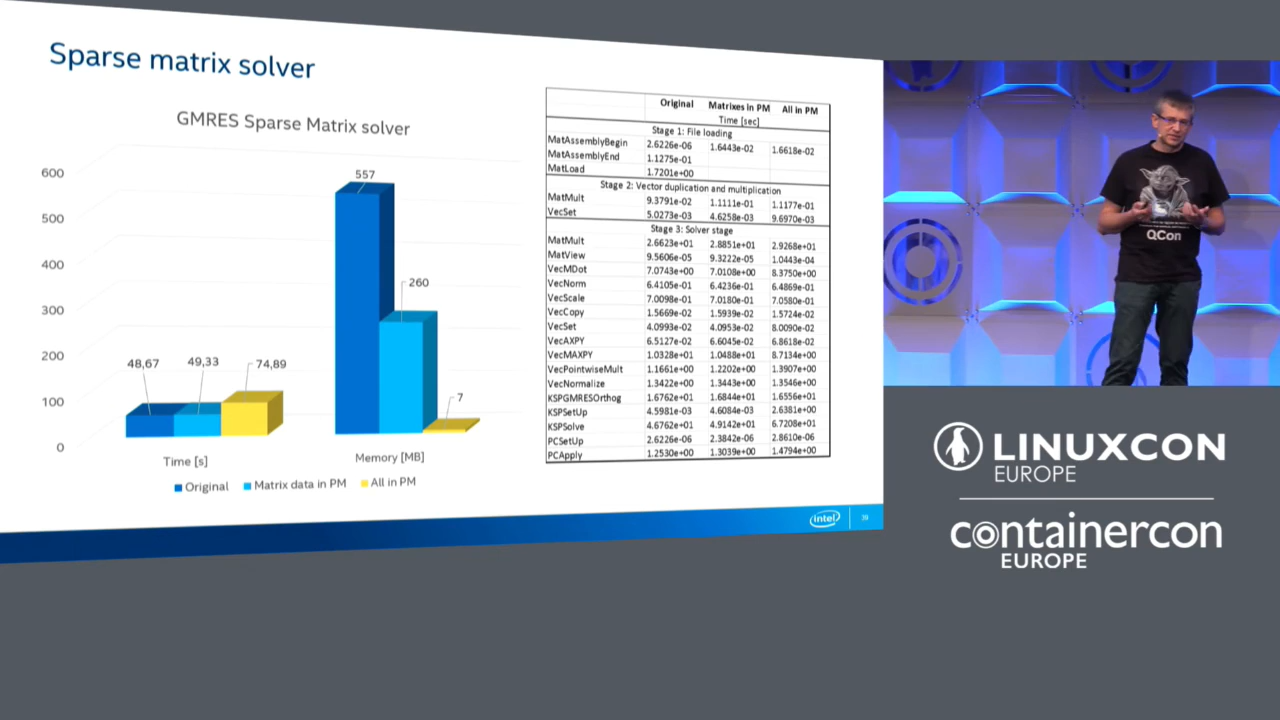 Sparse matrix solver
GMRES Sparse Matrix solver
600
500
400
300
200
100
0
48,67
49,33
74,89
557
260
7
Time [s]
Memory [MB]
Original
Matrix data in PM
All in PM
Original Matrixes in PM All in PM
Time [sec]
Stage 1: File loading
MatAssemblyBegin 2.6226e-06 1.6443e-02 1.6618e-02
MatAssemblyEnd 1.1275e-01
MatLoad 1.7201e+00
Stage 2: Vector duplication and multiplication
MatMult 9.3791e-02 1.1111e-01 1.1177e-01
VecSet 5.0273e-03 4.6258e-03 9.6970e-03
Stage 3: Solver stage
MatMult 2.6623e+01 2.8851e+01 2.9268e+01
MatView 9.5606e-05 9.3222e-05 1.0443e-04
VecMDot 7.0743e+00 7.0108e+00 8.3750e+00
VecNorm 6.4105e-01 6.4236e-01 6.4869e-01
VecScale 7.0098e-01 7.0180e-01 7.0580e-01
VecCopy 1.5669e-02 1.5939e-02 1.5724e-02
VecSet 4.0993e-02 4.0953e-02 8.0090e-02
VecAXPY 6.5127e-02 6.6045e-02 6.8618e-02
VecMAXPY 1.0328e+01 1.0488e+01 8.7134e+00
VecPointwiseMult 1.1661e+00 1.2202e+00 1.3907e+00
VecNormalize 1.3422e+00 1.3443e+00 1.3546e+00
KSPGMRESOrthog 1.6762e+01 1.6844e+01 1.6556e+01
KSPSetUp 4.5981e-03 4.6084e-03 2.6381e+00
KSPSolve 4.6762e+01 4.9142e+01 6.7208e+01
PCSetUp 2.6226e-06 2.3842e-06 2.8610e-06
PCApply 1.2530e+00 1.3039e+00 1.4794e+00
intel
39
QCon
LINUXCON
EUROPE
containercon
EUROPE